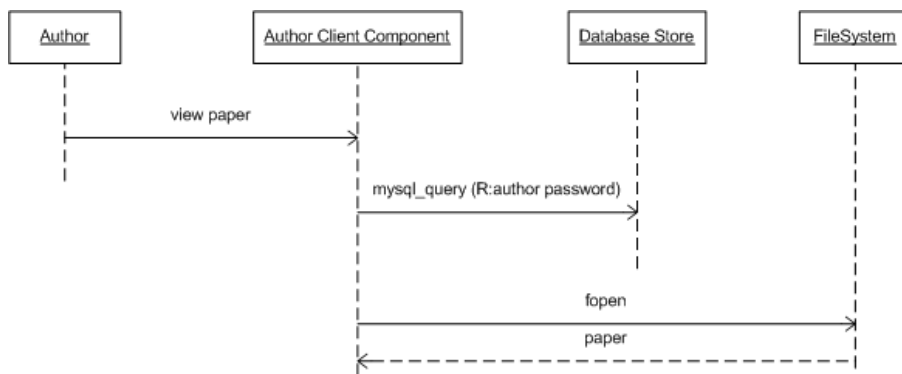 Author
Author Client Component
Database Store
FileSystem
view paper
mysql_query (R:author password)
fopen
paper